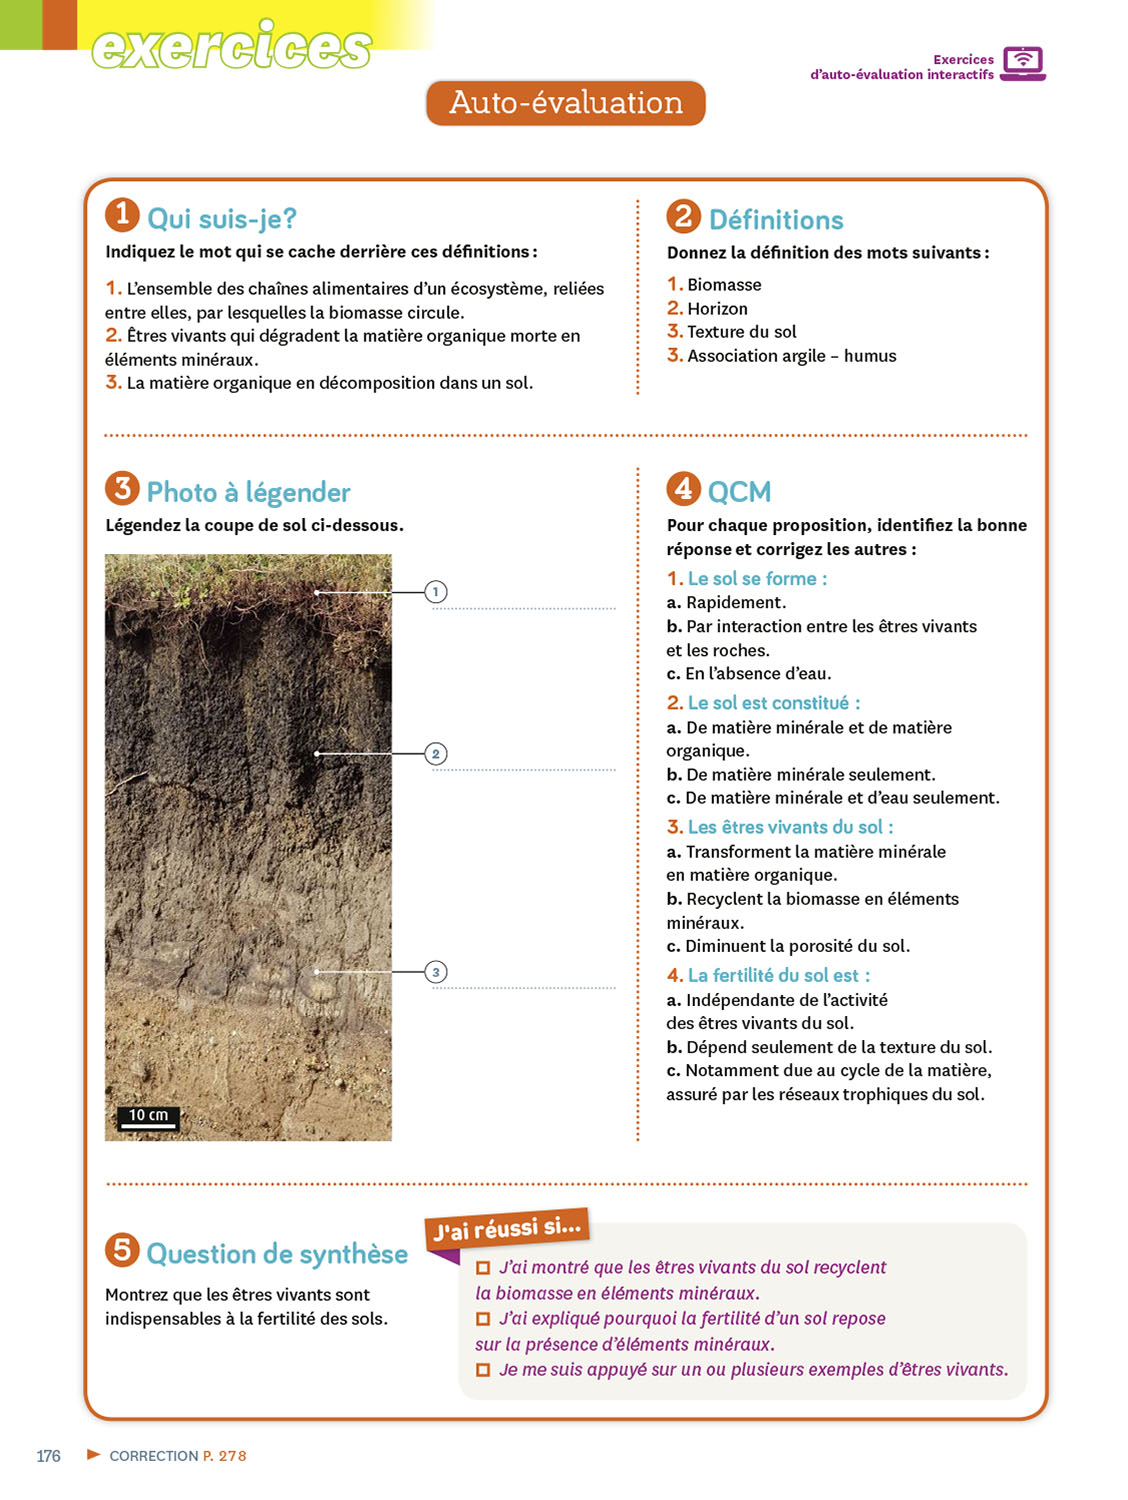 exercices
Exercices
d'auto-évaluation interactifs
Auto-évaluation
1 Qui suis-je?
Indiquez le mot qui se cache derrière ces définitions :
1. L'ensemble des chaînes alimentaires d'un écosystème, reliées
entre elles, par lesquelles la biomasse circule.
2. Êtres vivants qui dégradent la matière organique morte en
éléments minéraux.
3. La matière organique en décomposition dans un sol.
2 Définitions
Donnez la définition des mots suivants :
1. Biomasse
2. Horizon
3. Texture du sol
3. Association argile – humus
3 Photo à légender
Légendez la coupe de sol ci-dessous.
1
2
3
10 cm
4 QCM
Pour chaque proposition, identifiez la bonne
réponse et corrigez les autres :
1. Le sol se forme :
a. Rapidement.
b. Par interaction entre les êtres vivants
et les roches.
c. En l'absence d'eau.
2. Le sol est constitué :
a. De matière minérale et de matière
organique.
b. De matière minérale seulement.
c. De matière minérale et d'eau seulement.
3. Les êtres vivants du sol :
a. Transforment la matière minérale
en matière organique.
b. Recyclent la biomasse en éléments
minéraux.
c. Diminuent la porosité du sol.
4. La fertilité du sol est :
a. Indépendante de l'activité
des êtres vivants du sol.
b. Dépend seulement de la texture du sol.
c. Notamment due au cycle de la matière,
assuré par les réseaux trophiques du sol.
5 Question de synthèse
Montrez que les êtres vivants sont
indispensables à la fertilité des sols.
J'ai réussi si...
J'ai montré que les êtres vivants du sol recyclent
la biomasse en éléments minéraux.
J'ai expliqué pourquoi la fertilité d'un sol repose
sur la présence d'éléments minéraux.
Je me suis appuyé sur un ou plusieurs exemples d'êtres vivants.
176
CORRECTION P. 278